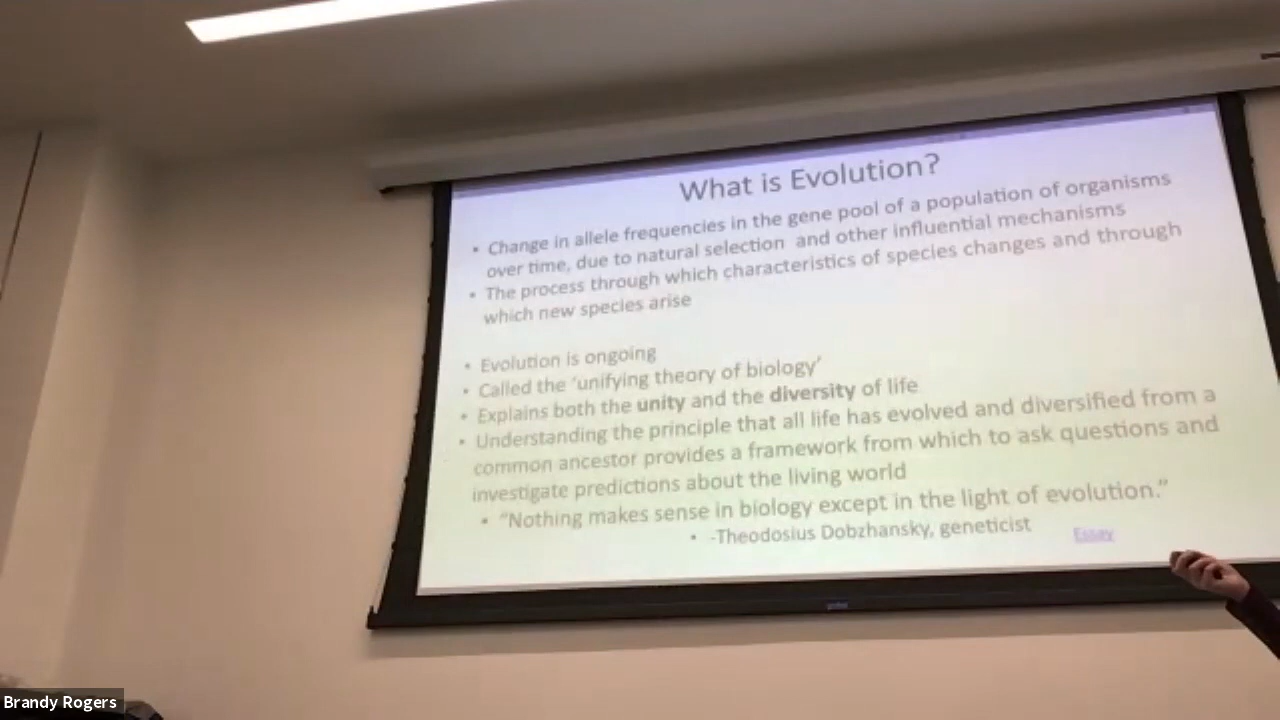 What is Evolution?
• Change in allele frequencies in the gene pool of a population of organisms
over time, due to natural selection and other influential mechanisms
• The process through which characteristics of species changes and through
which new species arise
• Evolution is ongoing
• Called the ‘unifying theory of biology’
• Explains both the unity and the diversity of life
• Understanding the principle that all life has evolved and diversified from a
common ancestor provides a framework from which to ask questions and
investigate predictions about the living world
• “Nothing makes sense in biology except in the light of evolution.”
• -Theodosius Dobzhansky, geneticist Essay
Brandy Rogers